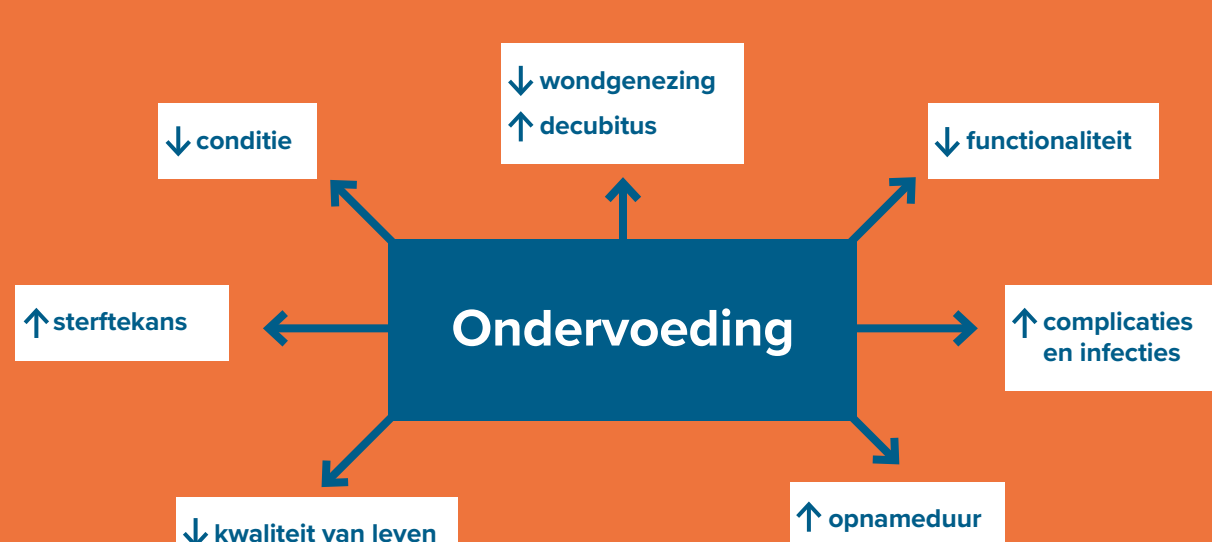 ↓ wondgenezing
↑ decubitus
↓ conditie
↓ functionaliteit
Ondervoeding
↑ sterftekans
↑ complicaties
en infecties
↓ kwaliteit van leven
↑ opnameduur